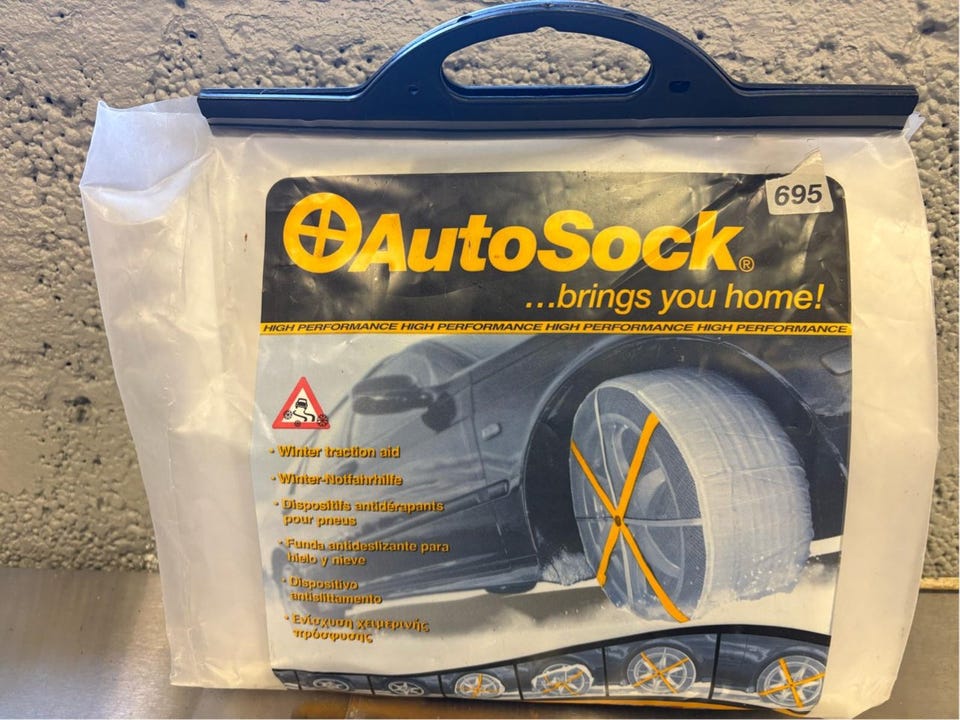 695
AutoSock®
...brings you home!
HIGH PERFORMANCE HIGH PERFORMANCE HIGH PERFORMANCE HIGH PERFORMANCE
· Winter traction aid
· Winter-Notfahrhilfe
· Dispositifs antidérapants
pour pneus
· Funda antideslizante para
hielo y nieve
· Dispositivo
antislittamento
· Ενίσχυση χειμερινής
πρόσφυσης